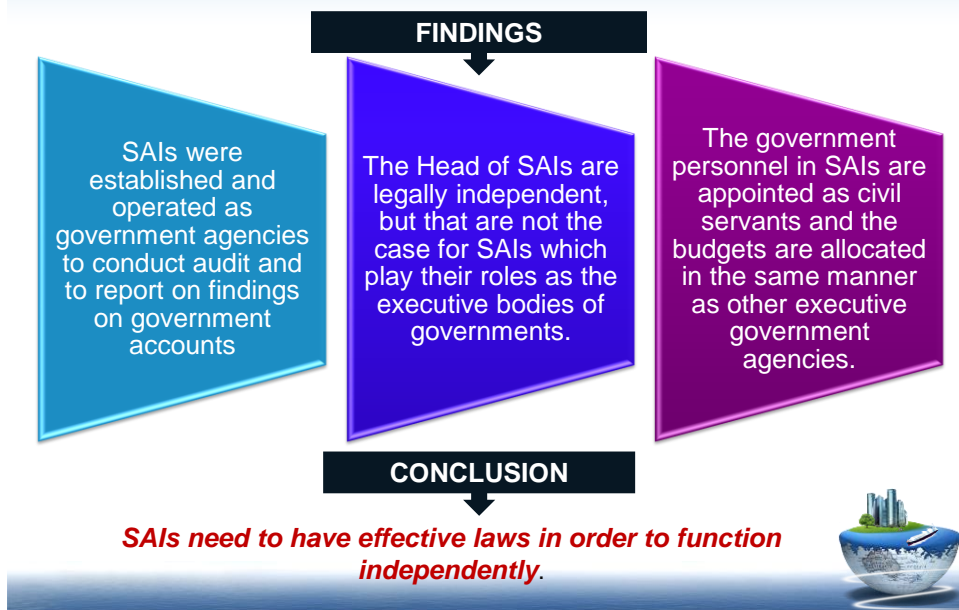 FINDINGS
SAIs were
established and
operated as
government agencies
to conduct audit and
to report on findings
on government
accounts
The Head of SAIs are
legally independent,
but that are not the
case for SAIs which
play their roles as the
executive bodies of
governments.
The government
personnel in SAIs are
appointed as civil
servants and the
budgets are allocated
in the same manner
as other executive
government
agencies.
CONCLUSION
SAIs need to have effective laws in order to function
independently.